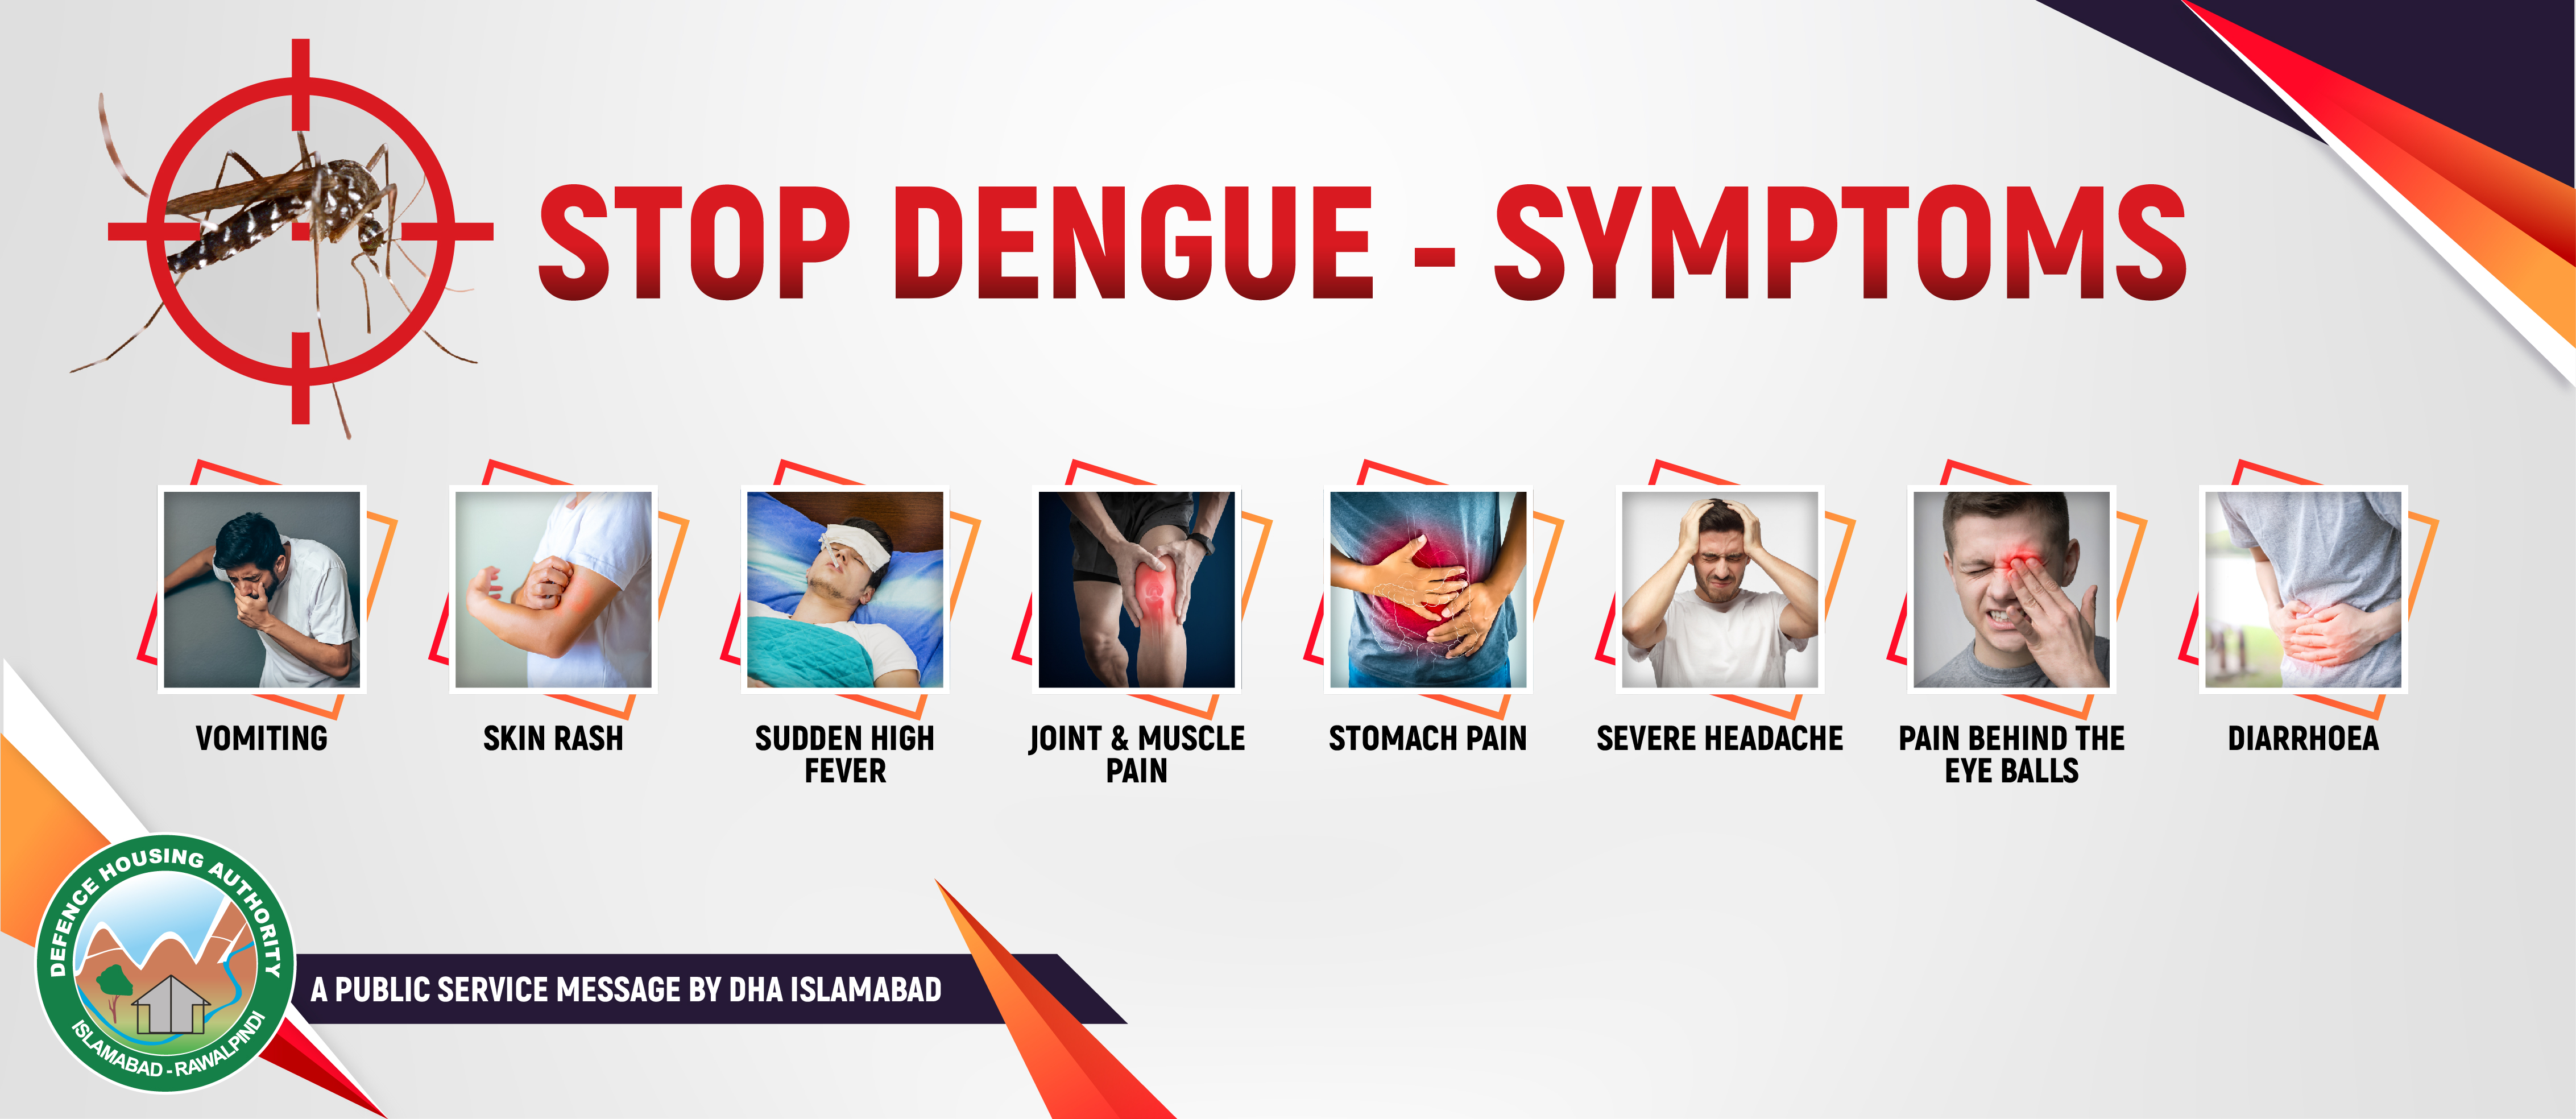 STOP DENGUE - SYMPTOMS
VOMITING
SKIN RASH
SUDDEN HIGH
FEVER
JOINT & MUSCLE
PAIN
STOMACH PAIN
SEVERE HEADACHE
PAIN BEHIND THE
EYE BALLS
DIARRHOEA
DEFENCE HOUSING AUTHORITY
ISLAMABAD - RAWALPINDI
A PUBLIC SERVICE MESSAGE BY DHA ISLAMABAD